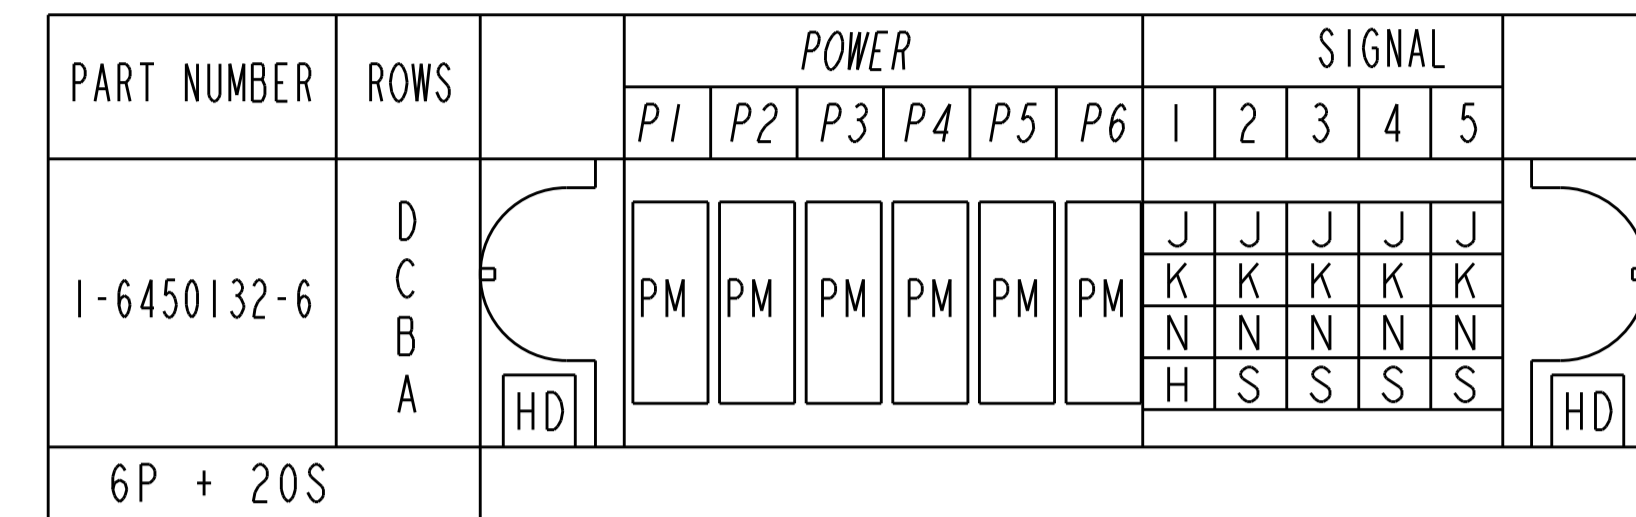 POWER SIGNAL
PART NUMBER ROWS
P1 P2 P3 P4 P5 P6 1 2 3 4 5
D J J J J J
C K K K K K
1-6450132-6 PM PM PM PM PM PM
B N N N N N
A H S S S S
HD HD
6P + 20S